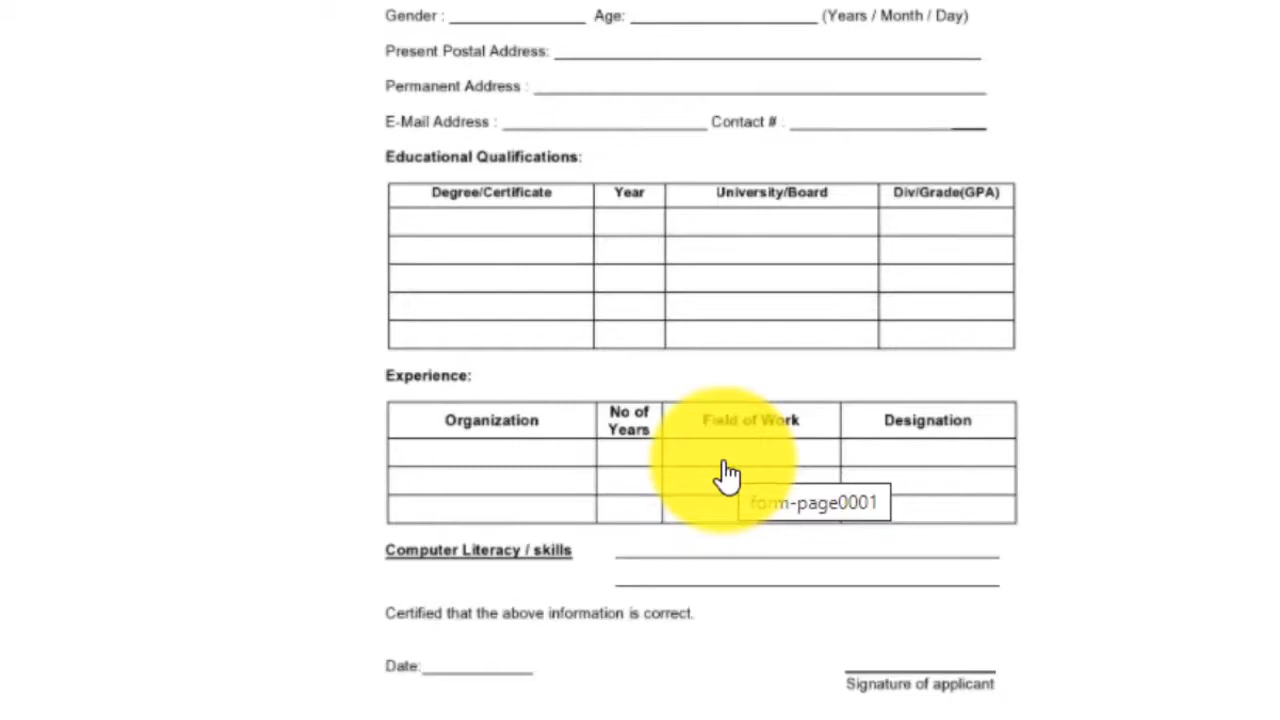 Gender : Age: (Years / Month / Day)
Present Postal Address:
Permanent Address :
E-Mail Address : Contact # :
Educational Qualifications:
Degree/Certificate Year University/Board Div/Grade(GPA)
Experience:
Organization No of Years Field of Work Designation
form-page0001
Computer Literacy / skills
Certified that the above information is correct.
Date:
Signature of applicant